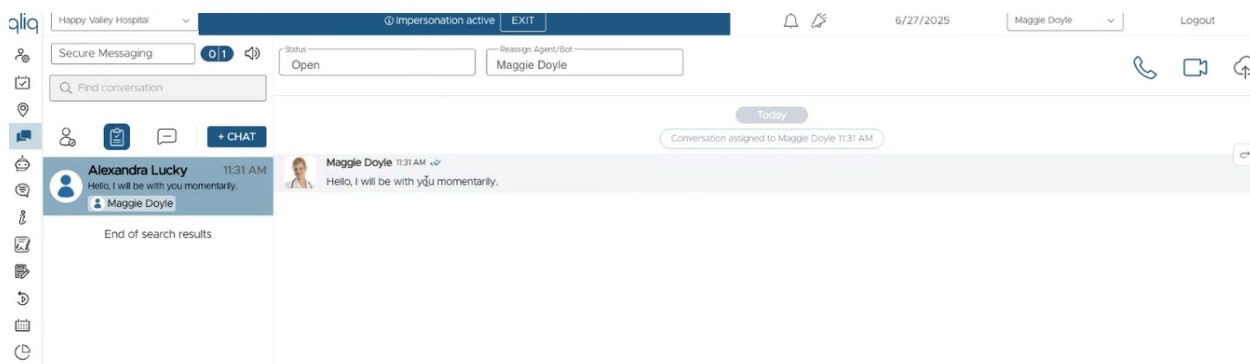 qliq
Happy Valley Hospital
Impersonation active EXIT
6/27/2025
Maggie Doyle
Logout
Secure Messaging
0 1
Status
Open
Reassign Agent/Bot
Maggie Doyle
Find conversation
+ CHAT
Today
Conversation assigned to Maggie Doyle 11:31 AM
Alexandra Lucky 11:31 AM
Hello, I will be with you momentarily.
Maggie Doyle
End of search results
Maggie Doyle 11:31 AM
Hello, I will be with you momentarily.